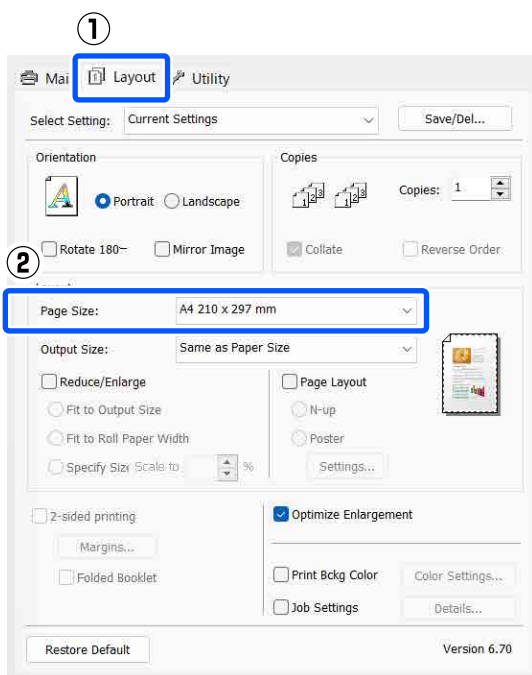 ①
Mai Layout Utility
Select Setting: Current Settings Save/Del...
Orientation Copies
Portrait Landscape Copies: 1
Rotate 180 Mirror Image Collate Reverse Order
②
Page Size: A4 210 x 297 mm
Output Size: Same as Paper Size
Reduce/Enlarge Page Layout
Fit to Output Size N-up
Fit to Roll Paper Width Poster
Specify Size Scale to % Settings...
2-sided printing Optimize Enlargement
Margins...
Folded Booklet Print Bckg Color Color Settings...
Job Settings Details...
Restore Default Version 6.70